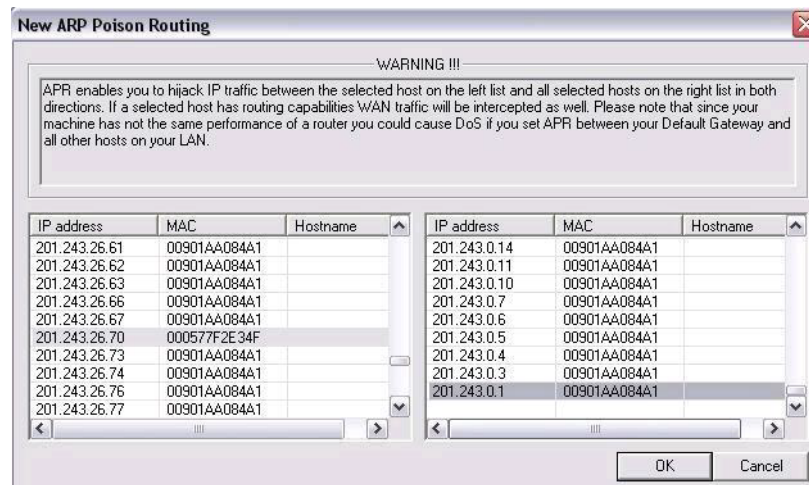 New ARP Poison Routing
WARNING !!!
APR enables you to hijack IP traffic between the selected host on the left list and all selected hosts on the right list in both
directions. If a selected host has routing capabilities WAN traffic will be intercepted as well. Please note that since your
machine has not the same performance of a router you could cause DoS if you set APR between your Default Gateway and
all other hosts on your LAN.
IP address MAC Hostname
201.243.26.61 00901AA084A1
201.243.26.62 00901AA084A1
201.243.26.63 00901AA084A1
201.243.26.66 00901AA084A1
201.243.26.67 00901AA084A1
201.243.26.70 000577F2E34F
201.243.26.73 00901AA084A1
201.243.26.74 00901AA084A1
201.243.26.76 00901AA084A1
201.243.26.77 00901AA084A1
IP address MAC Hostname
201.243.0.14 00901AA084A1
201.243.0.11 00901AA084A1
201.243.0.10 00901AA084A1
201.243.0.7 00901AA084A1
201.243.0.6 00901AA084A1
201.243.0.5 00901AA084A1
201.243.0.4 00901AA084A1
201.243.0.3 00901AA084A1
201.243.0.1 00901AA084A1
OK Cancel